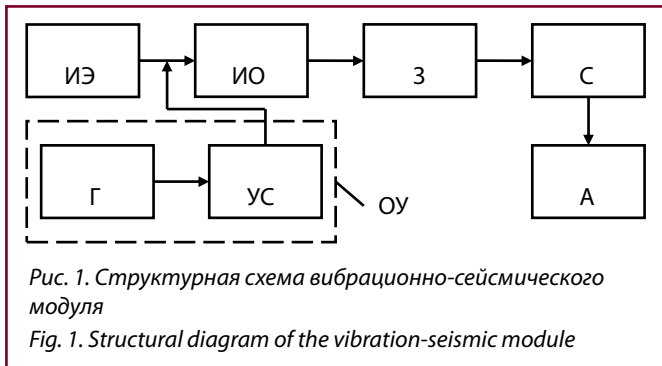 ИЭ
ИО
З
С
Г
УС
ОУ
А
Рис. 1. Структурная схема вибрационно-сейсмического
модуля
Fig. 1. Structural diagram of the vibration-seismic module